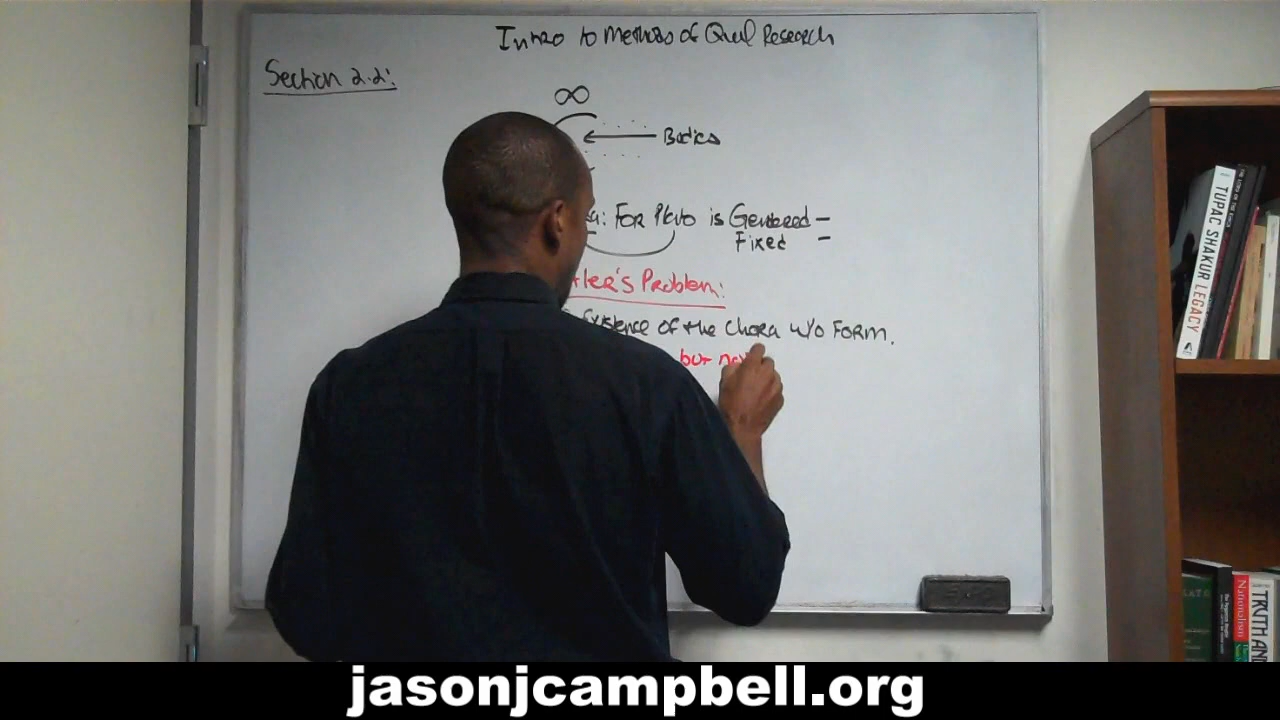 Intro to Methods of Qual Research
Section 2.2:
∞
Bodies
a: For Plato is Gendered –
Fixed –
tler's Problem:
Existence of the Chora w/o Form.
but no
TUPAC SHAKUR LEGACY
Nationalism
TRUTH AN
jasonjcampbell.org